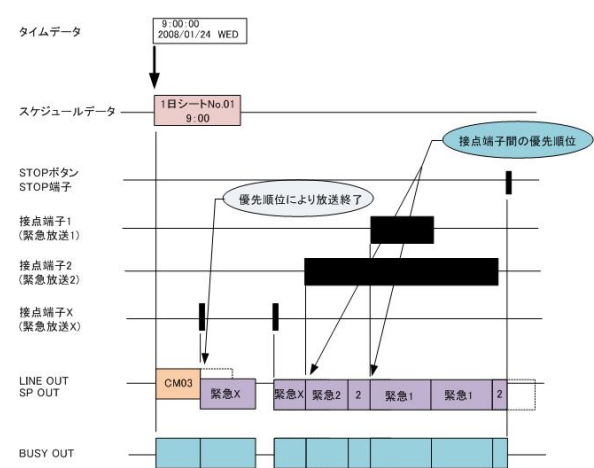 タイムデータ
9:00:00
2008/01/24 WED
スケジュールデータ
1日シートNo.01
9:00
接点端子間の優先順位
STOPボタン
STOP端子
優先順位により放送終了
接点端子1
(緊急放送1)
接点端子2
(緊急放送2)
接点端子X
(緊急放送X)
LINE OUT
SP OUT
CM03
緊急X
緊急X
緊急2
2
緊急1
緊急1
2
BUSY OUT